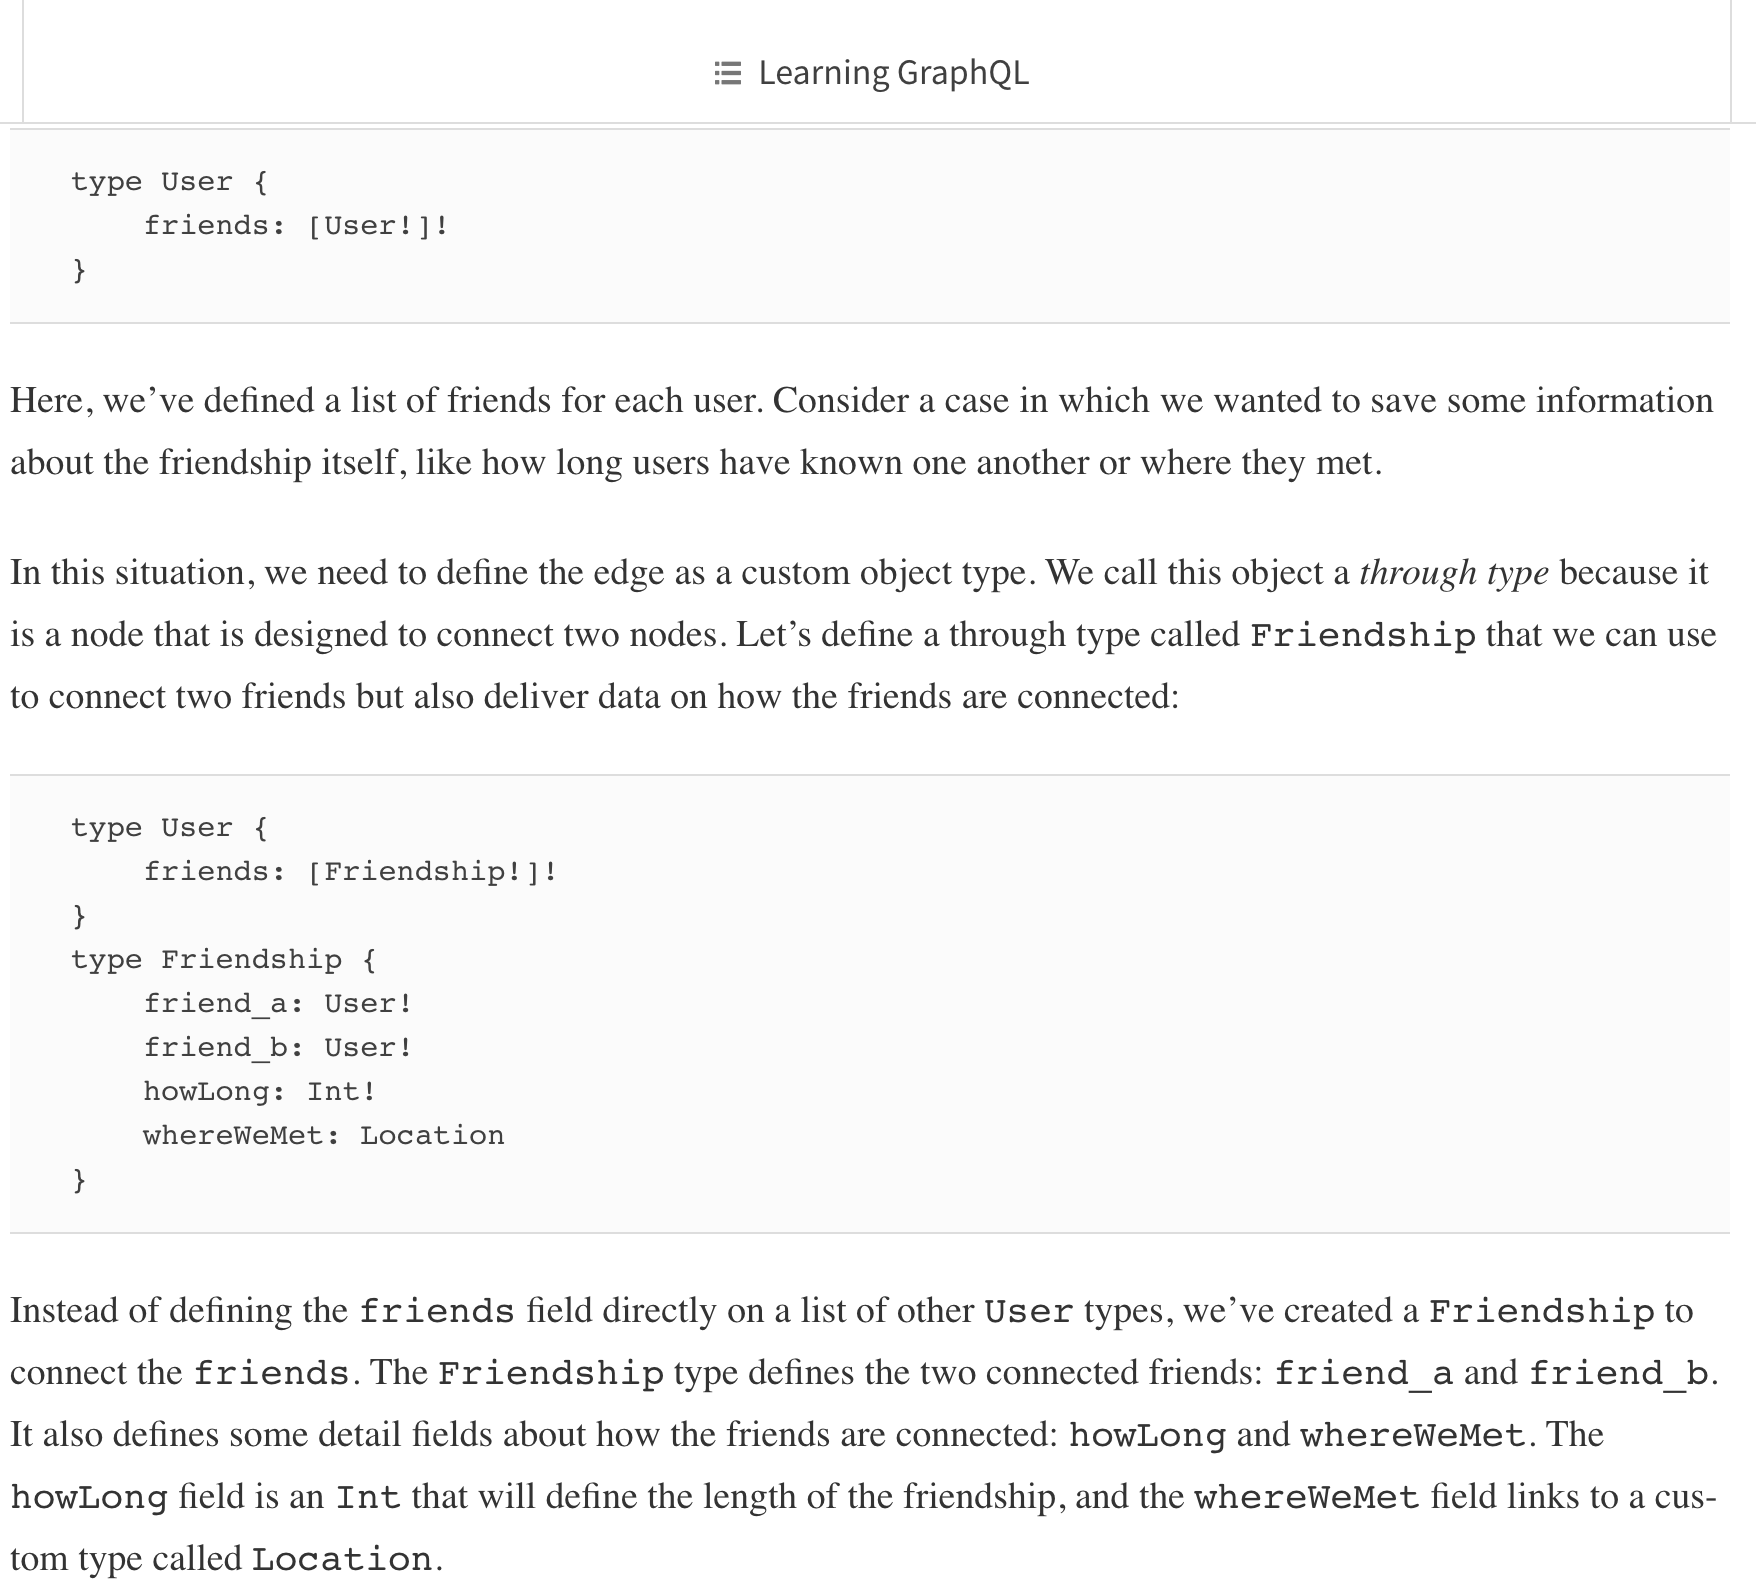 Learning GraphQL
type User {
    friends: [User!]!
}
Here, we’ve defined a list of friends for each user. Consider a case in which we wanted to save some information
about the friendship itself, like how long users have known one another or where they met.
In this situation, we need to define the edge as a custom object type. We call this object a through type because it
is a node that is designed to connect two nodes. Let’s define a through type called Friendship that we can use
to connect two friends but also deliver data on how the friends are connected:
type User {
    friends: [Friendship!]!
}
type Friendship {
    friend_a: User!
    friend_b: User!
    howLong: Int!
    whereWeMet: Location
}
Instead of defining the friends field directly on a list of other User types, we’ve created a Friendship to
connect the friends. The Friendship type defines the two connected friends: friend_a and friend_b.
It also defines some detail fields about how the friends are connected: howLong and whereWeMet. The
howLong field is an Int that will define the length of the friendship, and the whereWeMet field links to a cus-
tom type called Location.